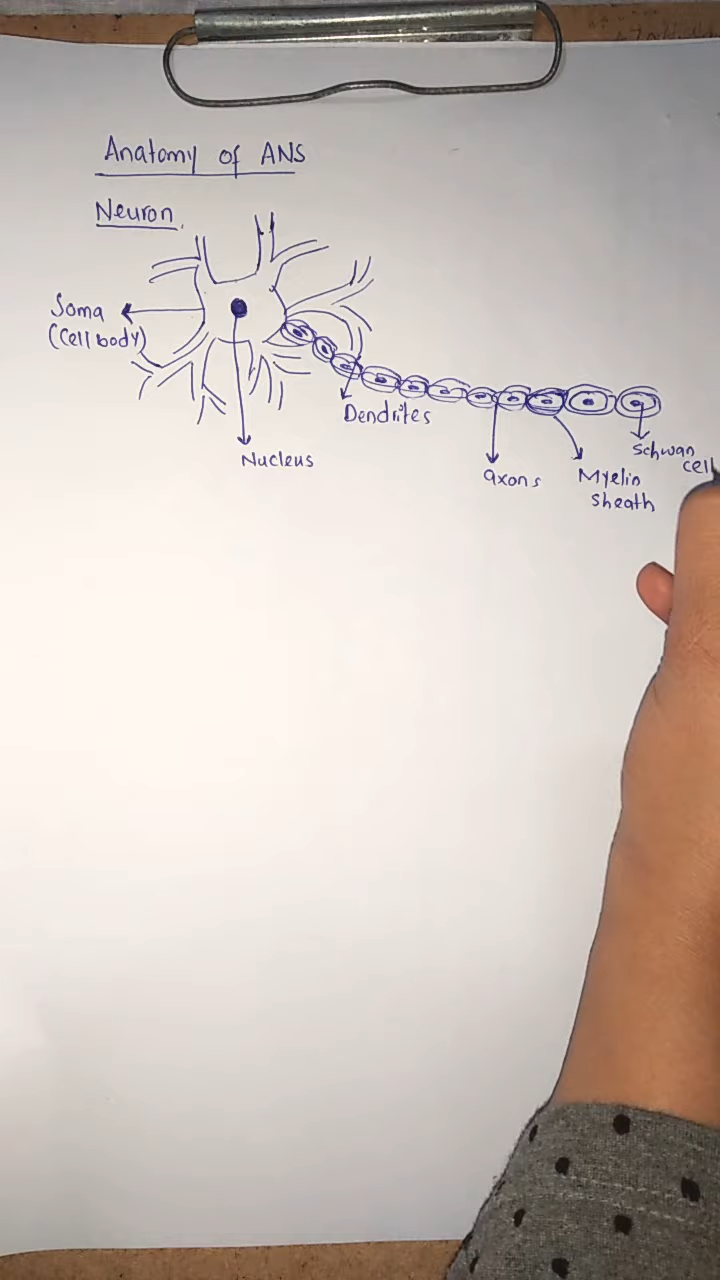 Anatomy of ANS
Neuron.
Soma
(Cell body)
Dendrites
Nucleus
axons
Myelin
sheath
Schwan
cell